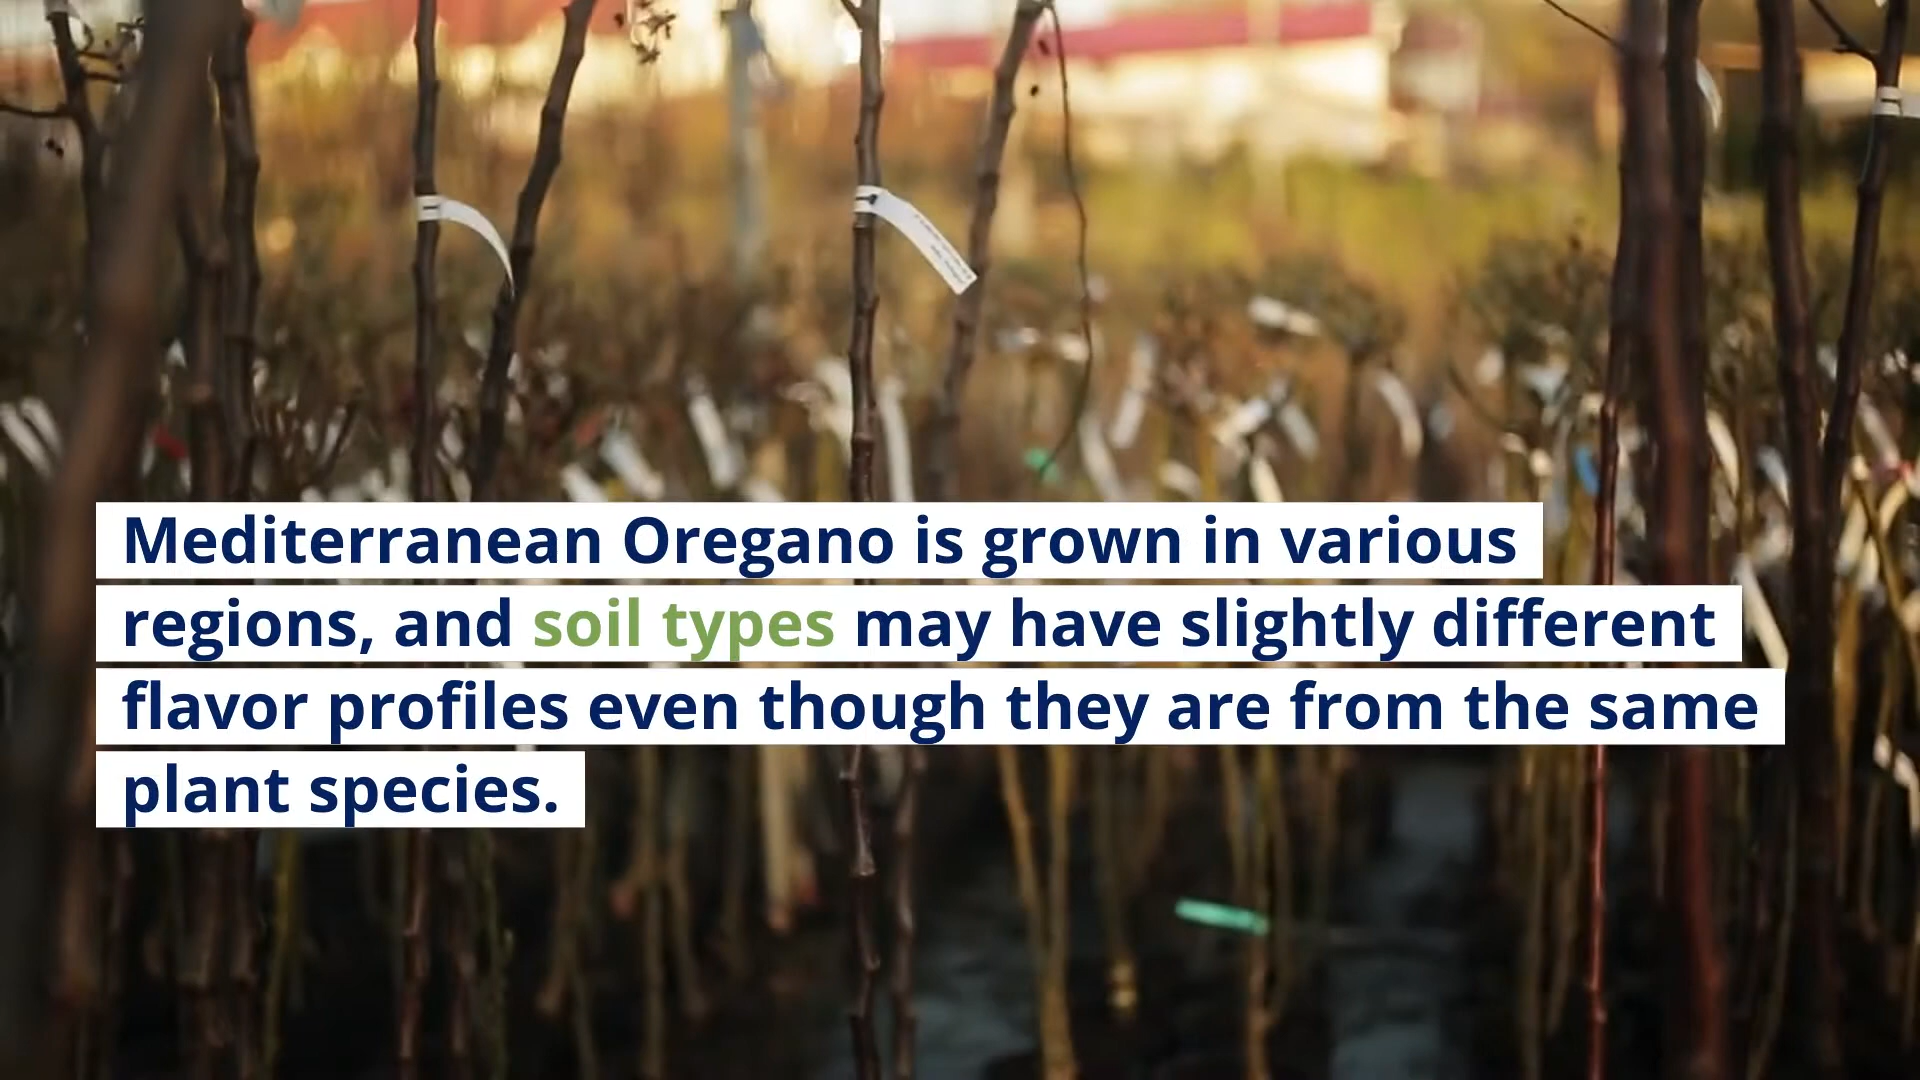 Mediterranean Oregano is grown in various
regions, and soil types may have slightly different
flavor profiles even though they are from the same
plant species.